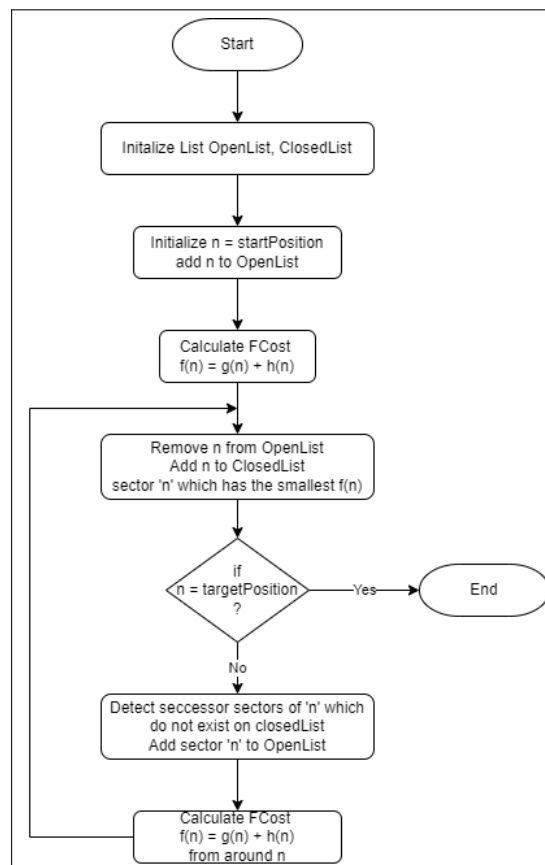 Start
Initalize List OpenList, ClosedList
Initialize n = startPosition
add n to OpenList
Calculate FCost
f(n) = g(n) + h(n)
Remove n from OpenList
Add n to ClosedList
sector 'n' which has the smallest f(n)
if
n = targetPosition
?
Yes
End
No
Detect seccessor sectors of 'n' which
do not exist on closedList
Add sector 'n' to OpenList
Calculate FCost
f(n) = g(n) + h(n)
from around n